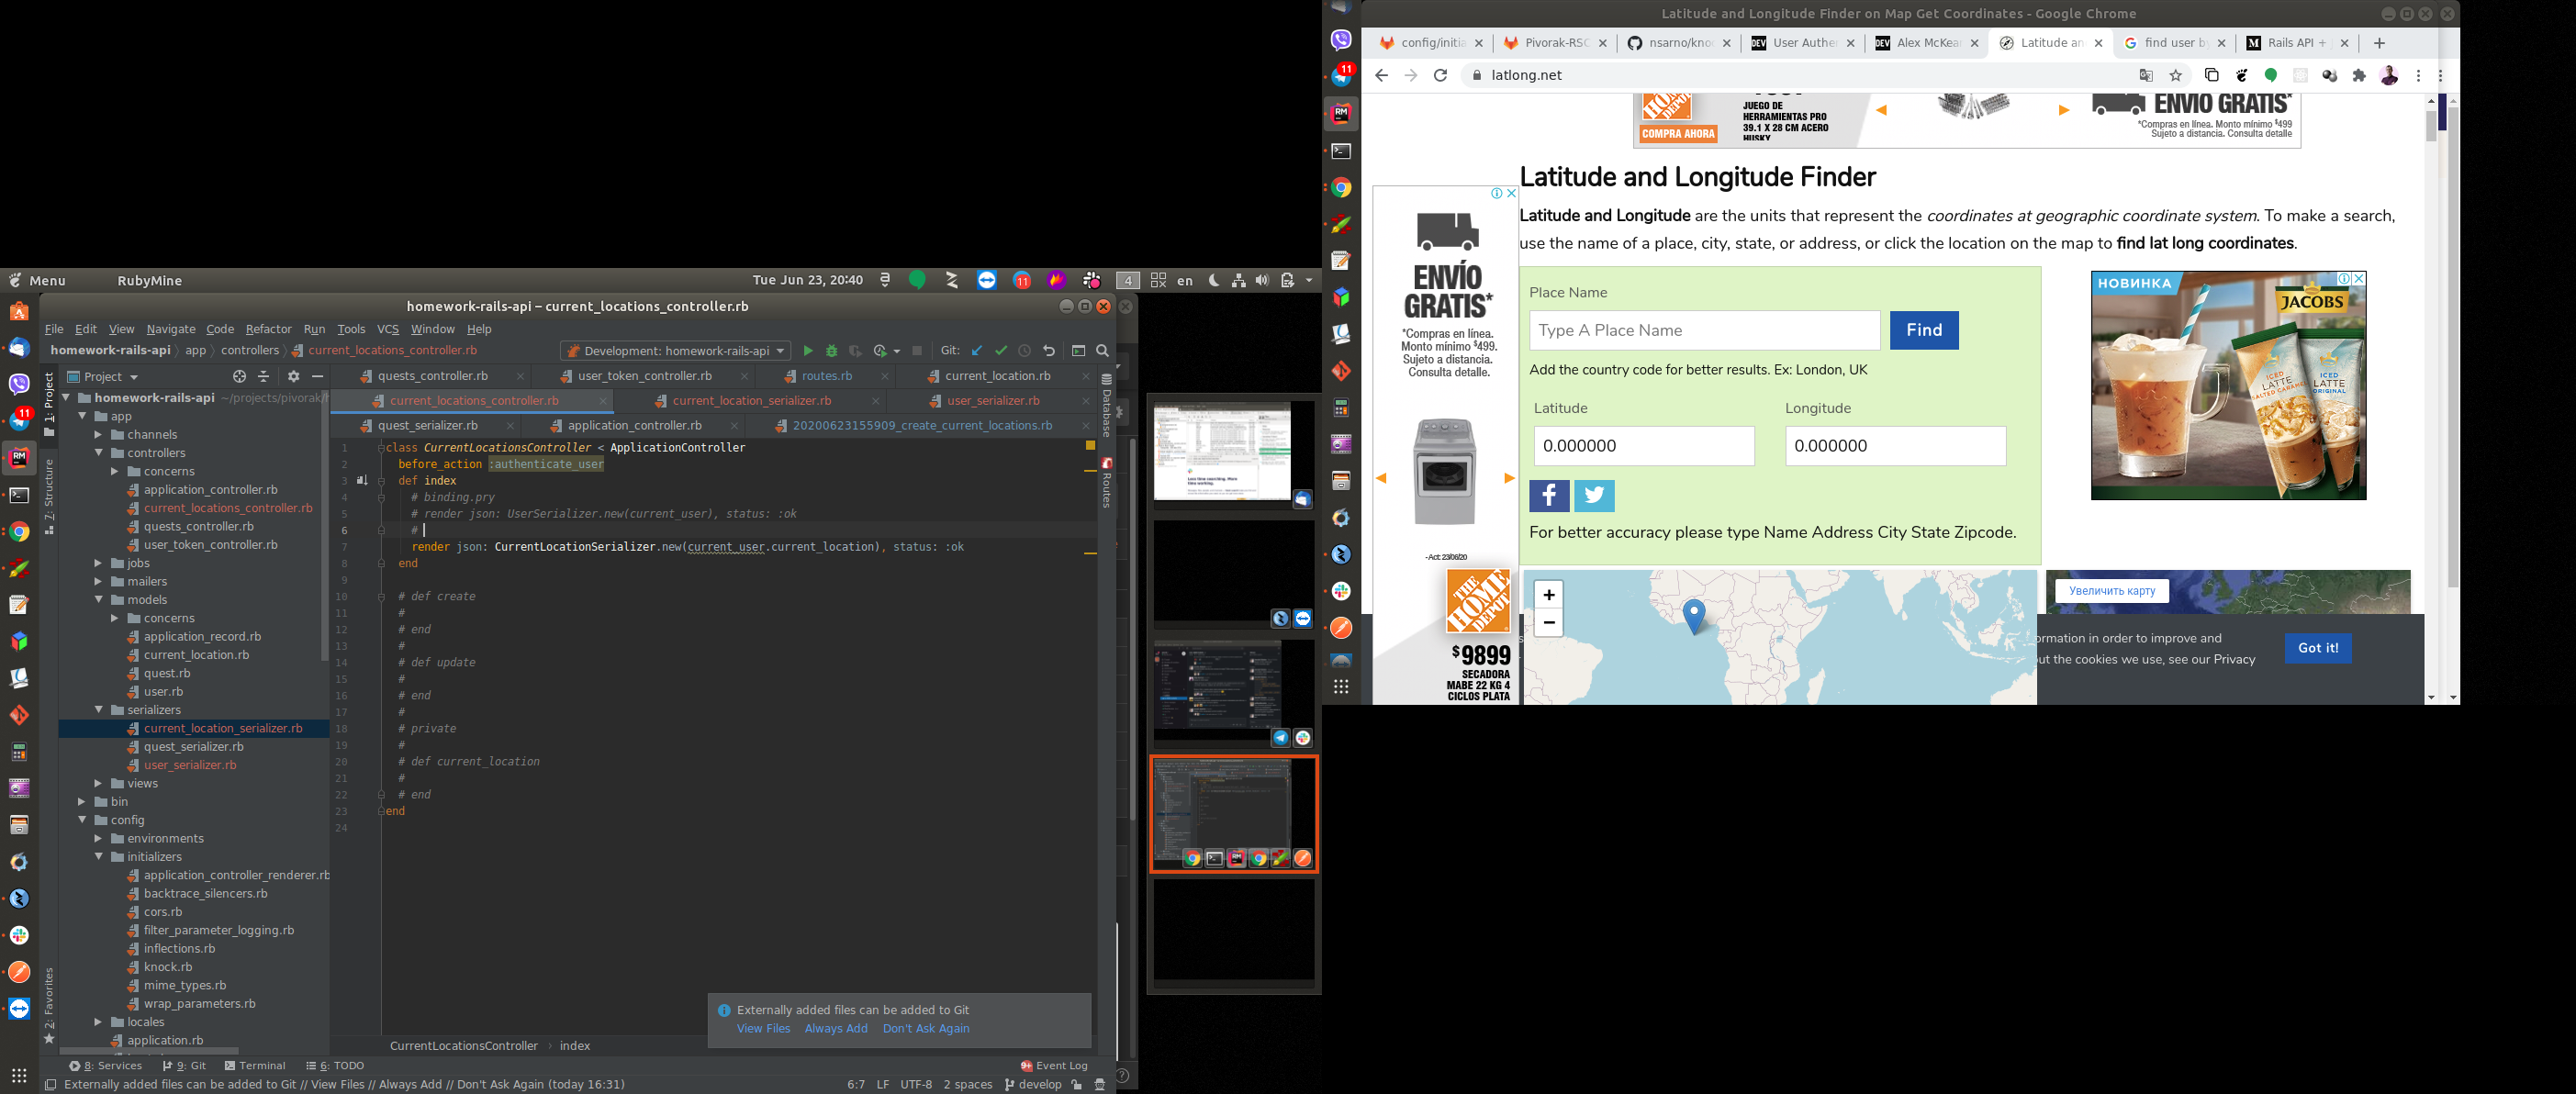 Menu RubyMine Tue Jun 23, 20:40 11 4 en
homework-rails-api – current_locations_controller.rb
File Edit View Navigate Code Refactor Run Tools VCS Window Help
homework-rails-api app controllers current_locations_controller.rb Development: homework-rails-api Git:
Project
quests_controller.rb user_token_controller.rb routes.rb current_location.rb
current_locations_controller.rb current_location_serializer.rb user_serializer.rb
quest_serializer.rb application_controller.rb 20200623155909_create_current_locations.rb
1: Project
7: Structure
2: Favorites
Database
Routes
11
homework-rails-api ~/projects/pivorak/
app
channels
controllers
concerns
application_controller.rb
current_locations_controller.rb
quests_controller.rb
user_token_controller.rb
jobs
mailers
models
concerns
application_record.rb
current_location.rb
quest.rb
user.rb
serializers
current_location_serializer.rb
quest_serializer.rb
user_serializer.rb
views
bin
config
environments
initializers
application_controller_renderer.rb
backtrace_silencers.rb
cors.rb
filter_parameter_logging.rb
inflections.rb
knock.rb
mime_types.rb
wrap_parameters.rb
locales
application.rb
1 class CurrentLocationsController < ApplicationController
2 before_action :authenticate_user
3 def index
4 # binding.pry
5 # render json: UserSerializer.new(current_user), status: :ok
6 #
7 render json: CurrentLocationSerializer.new(current_user.current_location), status: :ok
8 end
9
10 # def create
11 #
12 # end
13 #
14 # def update
15 #
16 # end
17 #
18 # private
19 #
20 # def current_location
21 #
22 # end
23 end
24
Externally added files can be added to Git
View Files Always Add Don't Ask Again
CurrentLocationsController › index
8: Services 9: Git Terminal 6: TODO 9+ Event Log
Externally added files can be added to Git // View Files // Always Add // Don't Ask Again (today 16:31) 6:7 LF UTF-8 2 spaces develop
Latitude and Longitude Finder on Map Get Coordinates - Google Chrome
config/initia Pivorak-RSC nsarno/kno User Authe Alex McKea Latitude an find user by Rails API +
latlong.net
11
HOME DEPOT
COMPRA AHORA
JUEGO DE
HERRAMIENTAS PRO
39.1 X 28 CM ACERO
HUSKY
ENVÍO GRATIS*
*Compras en línea. Monto mínimo $499
Sujeto a distancia. Consulta detalle
Latitude and Longitude Finder
Latitude and Longitude are the units that represent the coordinates at geographic coordinate system. To make a search,
use the name of a place, city, state, or address, or click the location on the map to find lat long coordinates.
ENVÍO
GRATIS*
*Compras en línea.
Monto mínimo $499.
Sujeto a distancia.
Consulta detalle.
-Act 23/06/20
THE
HOME
DEPOT
$9899
SECADORA
MABE 22 KG 4
CICLOS PLATA
Place Name
Type A Place Name
Find
Add the country code for better results. Ex: London, UK
Latitude Longitude
0.000000 0.000000
For better accuracy please type Name Address City State Zipcode.
НОВИНКА
JACOBS
ICED
LATTE
SALTED CARAMEL
ICED
LATTE
ORIGINAL
+
−
Увеличить карту
ormation in order to improve and
out the cookies we use, see our Privacy
Got it!